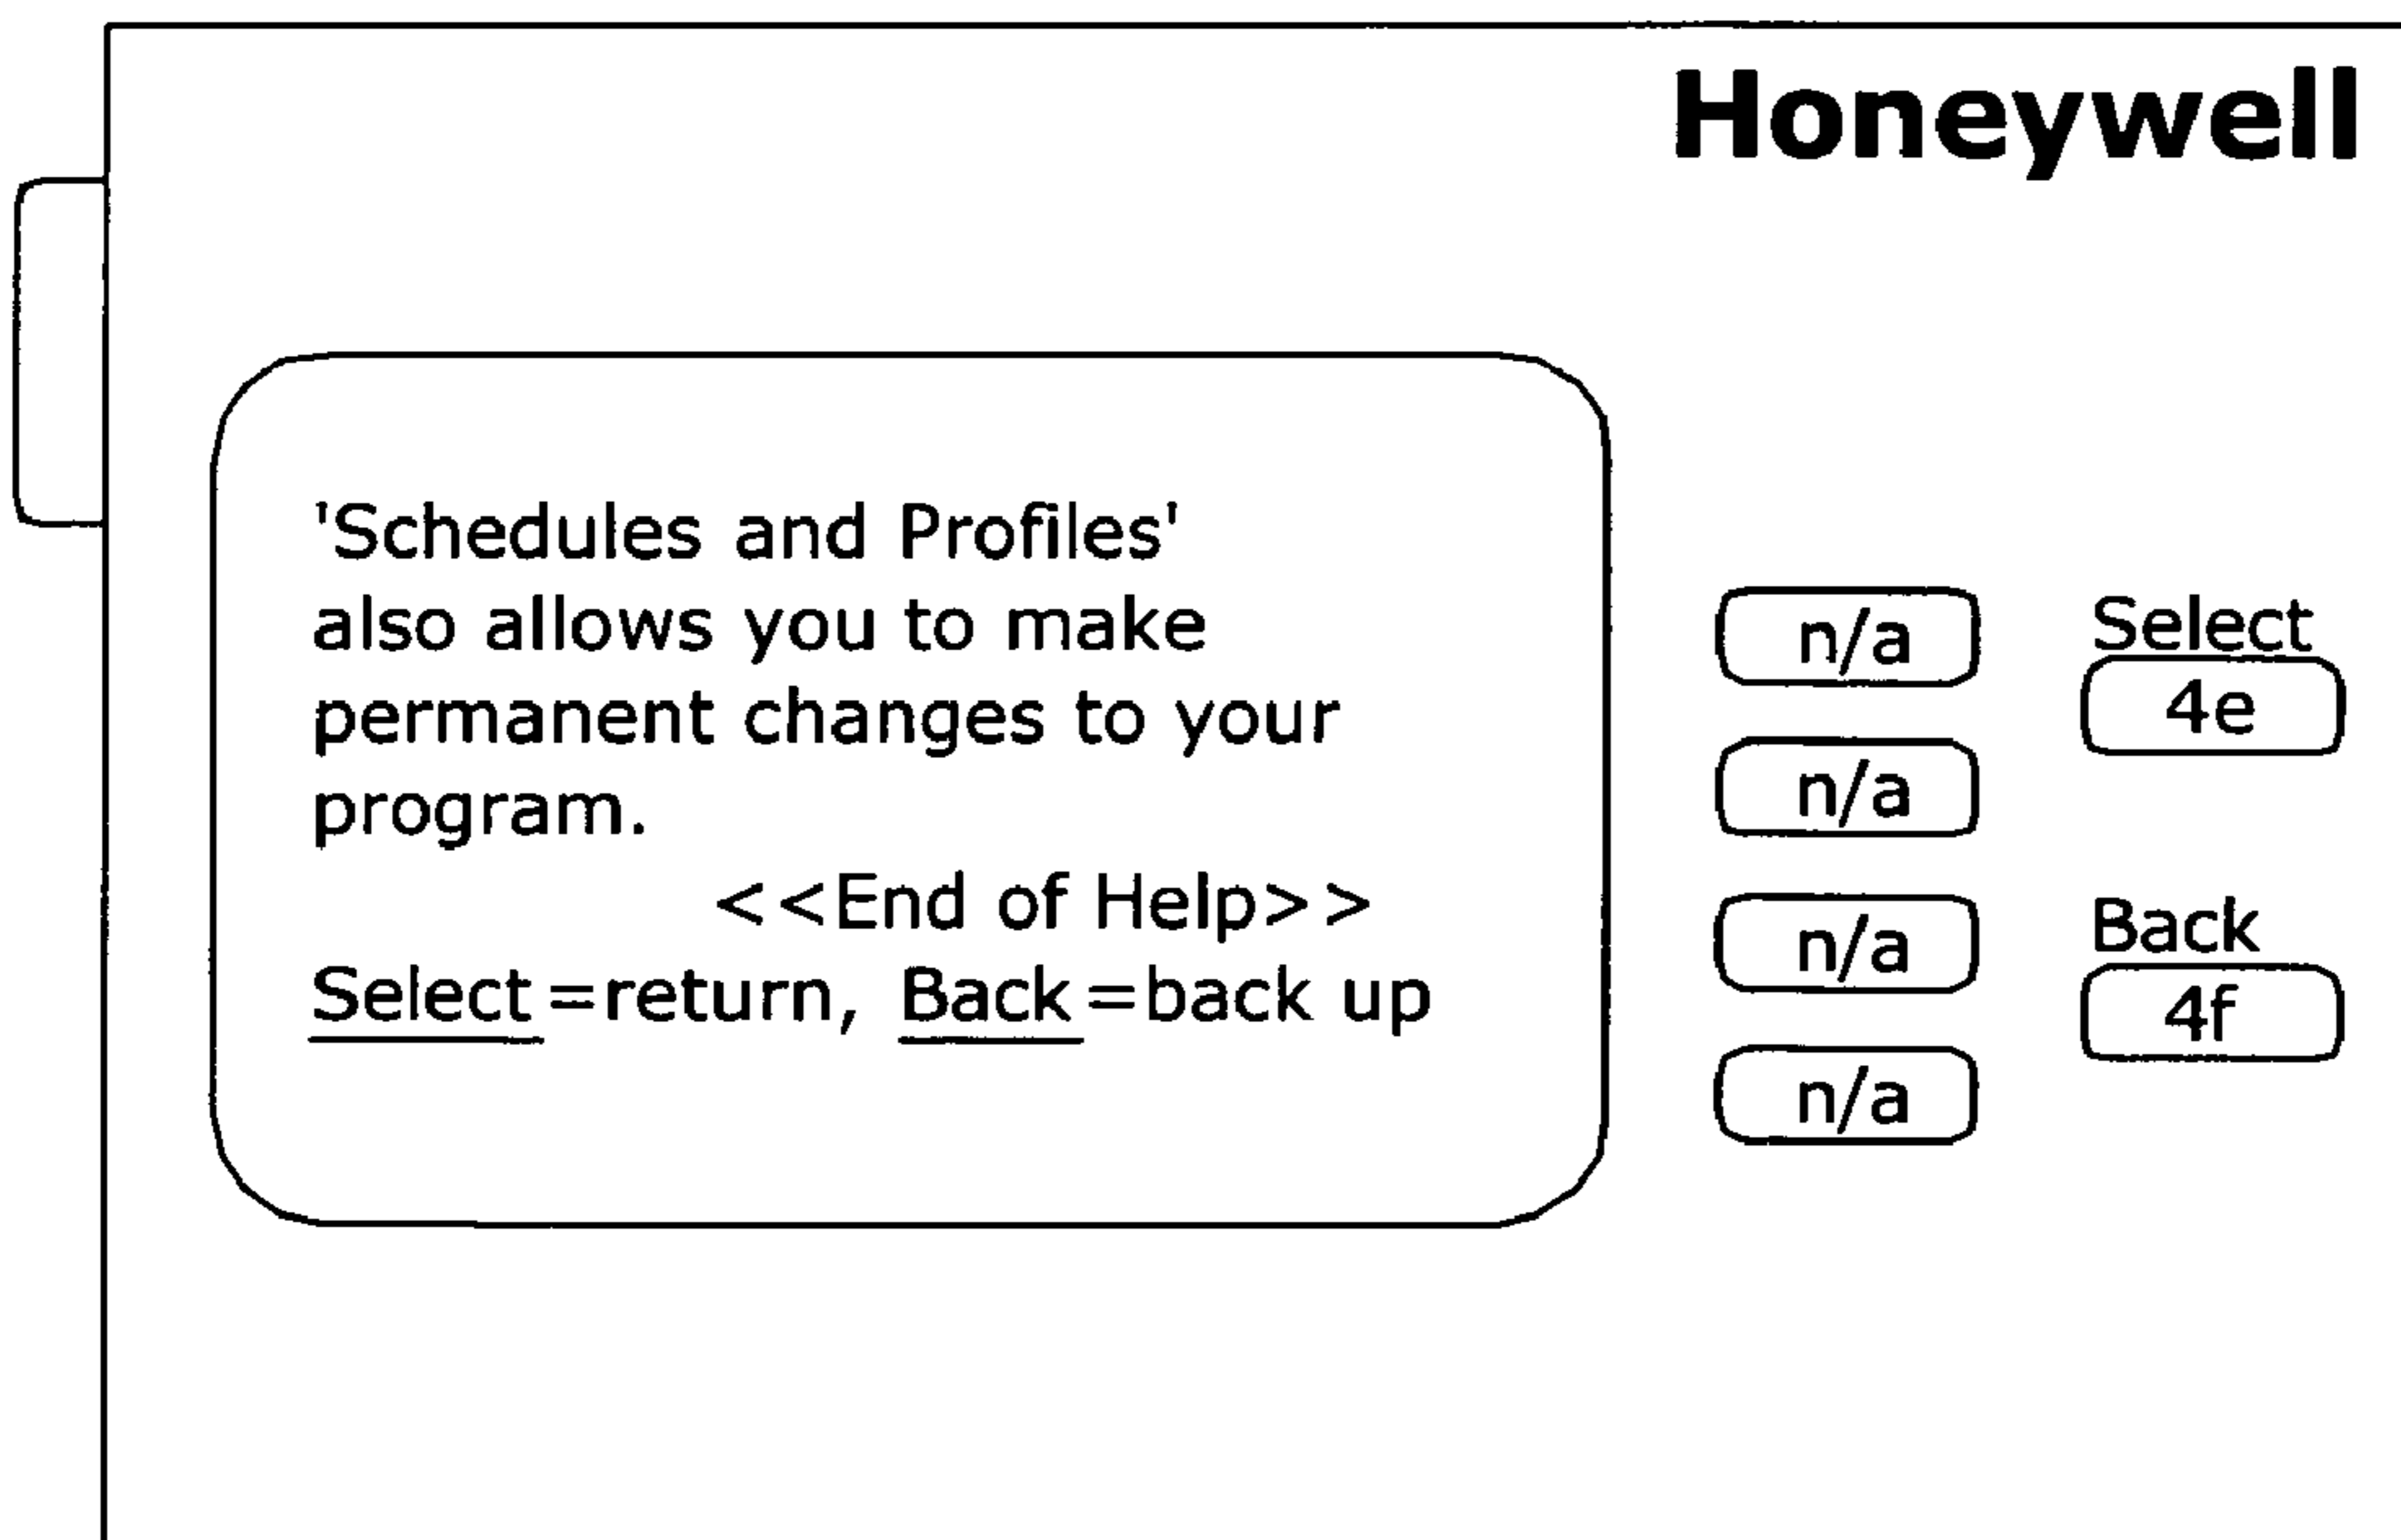 Honeywell
'Schedules and Profiles'
also allows you to make
permanent changes to your
program.
<<End of Help>>
Select=return, Back=back up
n/a
n/a
n/a
n/a
Select
4e
Back
4f